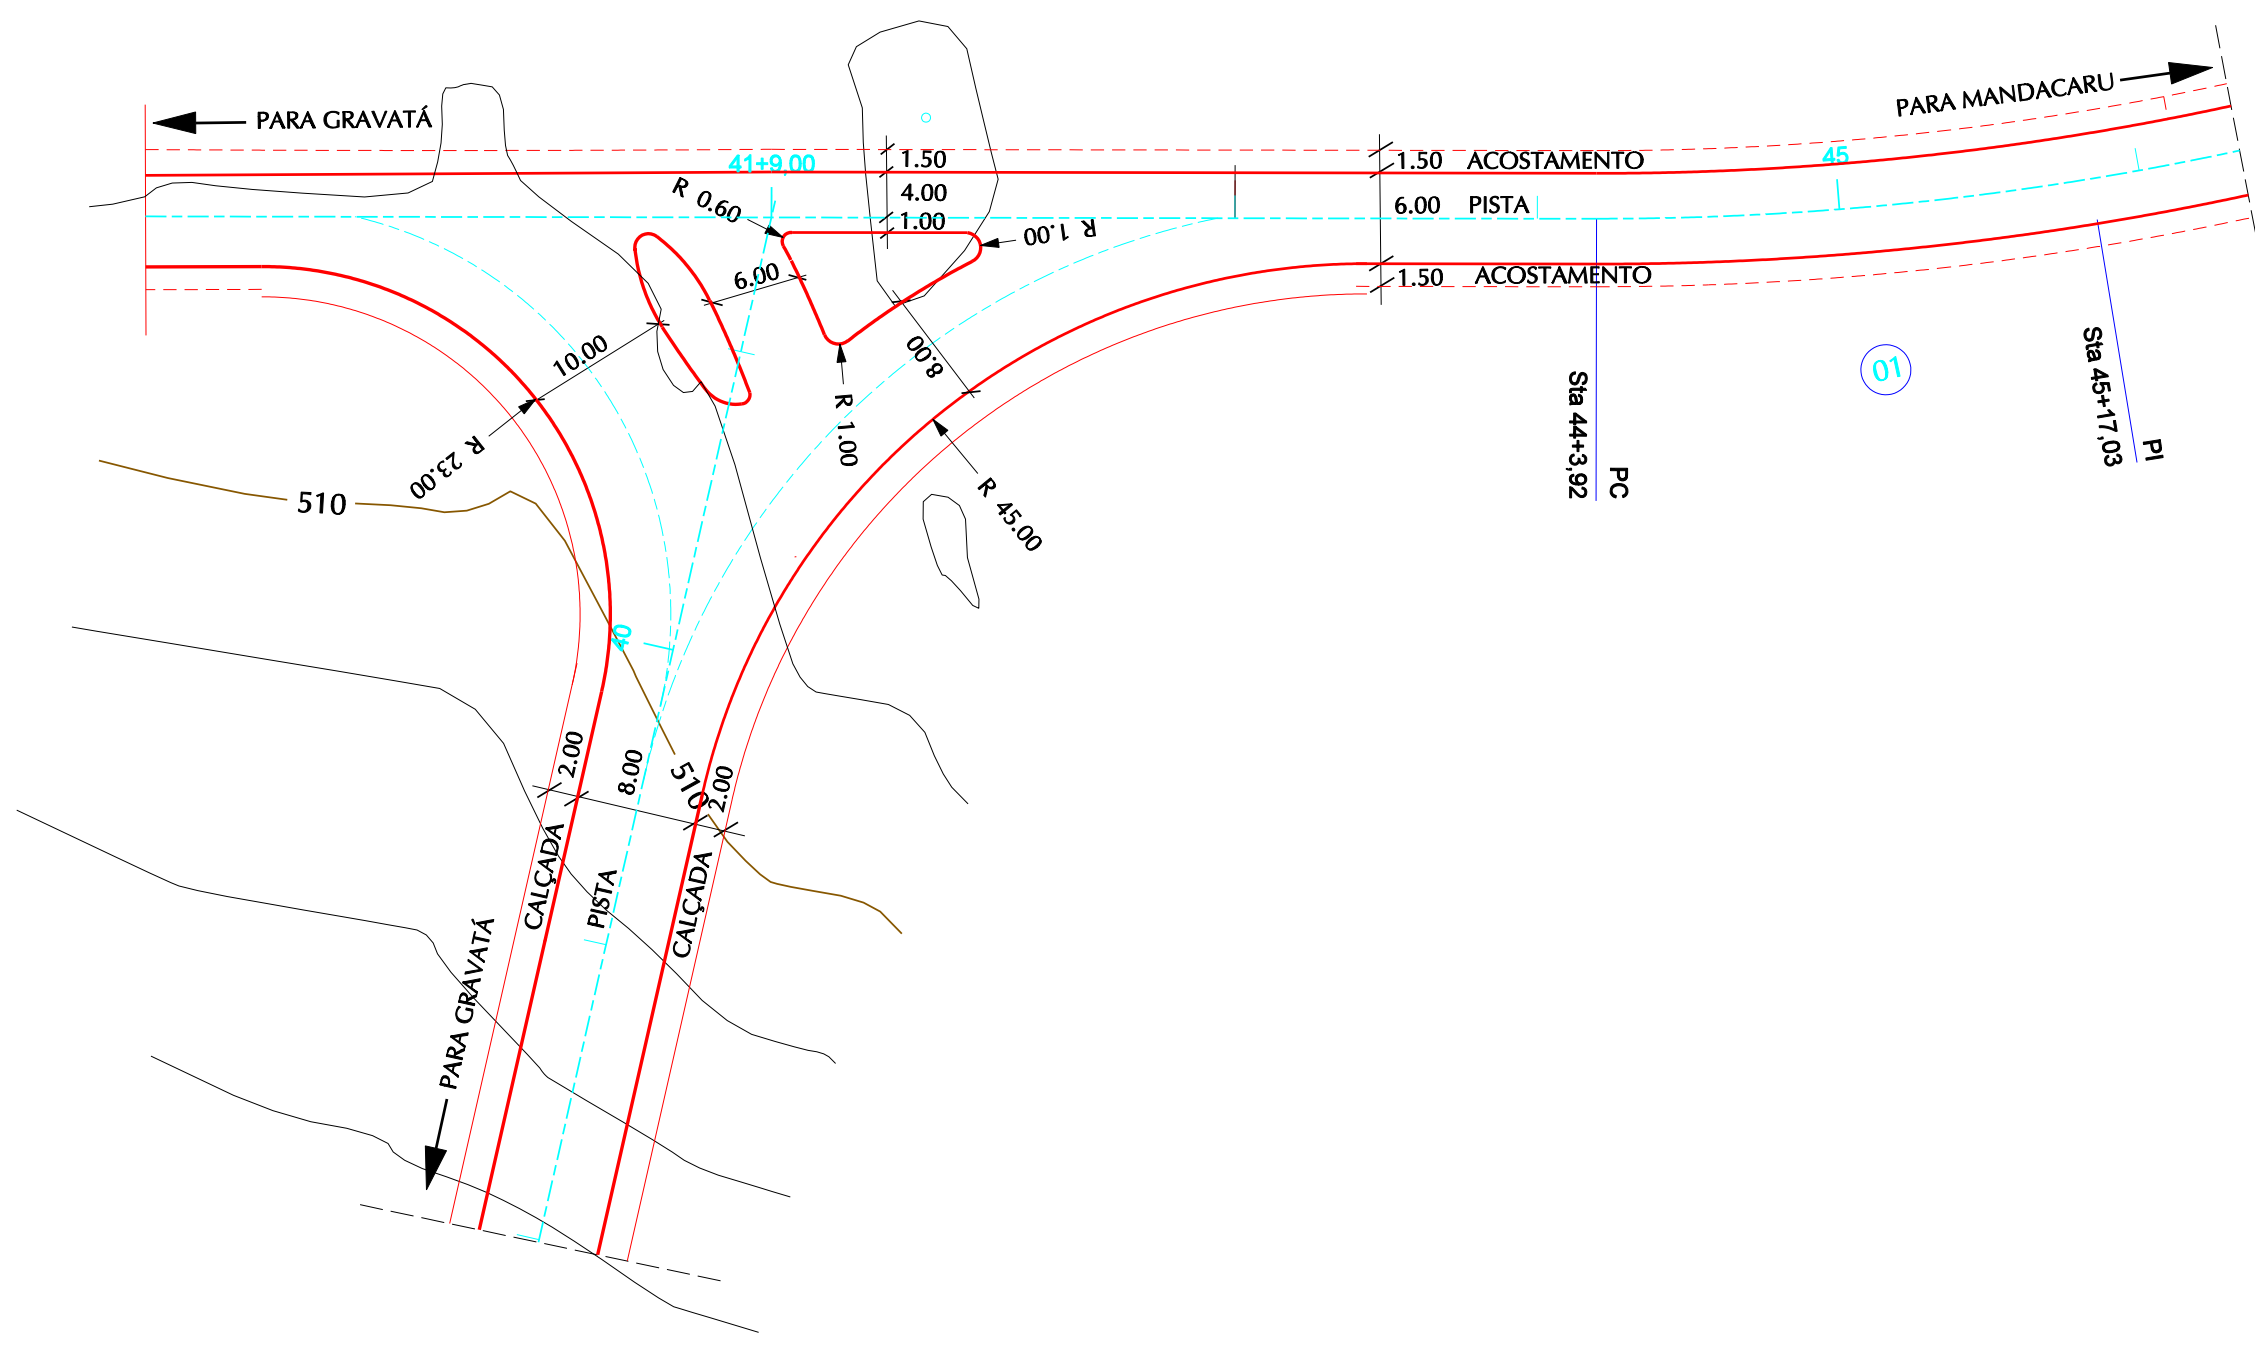 PARA GRAVATÁ
PARA MANDACARU
41+9,00
1.50
4.00
1.00
R 0.60
R 1.00
6.00
1.50 ACOSTAMENTO
6.00 PISTA
1.50 ACOSTAMENTO
45
10.00
8.00
R 1.00
R 23.00
R 45.00
Sta 44+3,92
PC
01
Sta 45+17,03
PI
510
40
2.00
8.00
510
2.00
CALÇADA
PISTA
CALÇADA
PARA GRAVATÁ